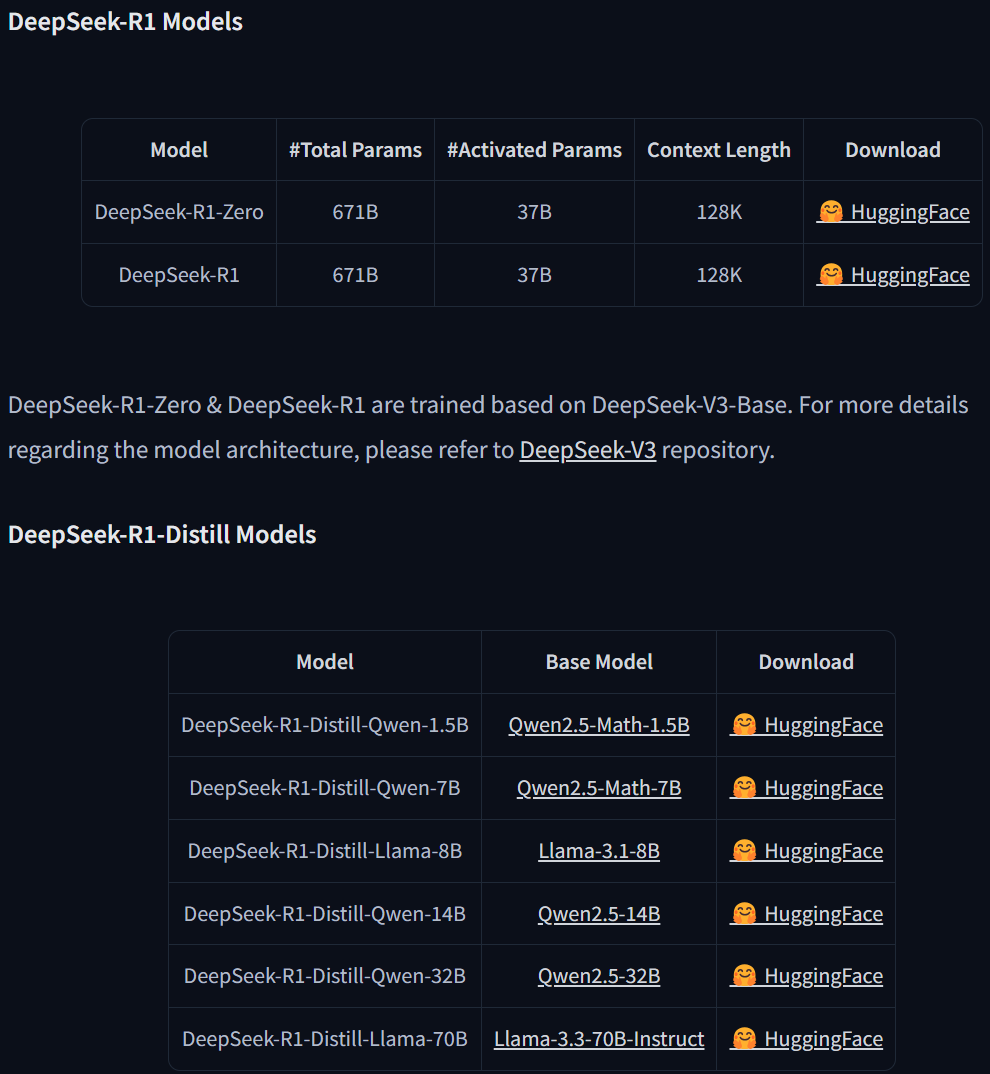 DeepSeek-R1 Models
Model #Total Params #Activated Params Context Length Download
DeepSeek-R1-Zero 671B 37B 128K 🤗 HuggingFace
DeepSeek-R1 671B 37B 128K 🤗 HuggingFace
DeepSeek-R1-Zero & DeepSeek-R1 are trained based on DeepSeek-V3-Base. For more details
regarding the model architecture, please refer to DeepSeek-V3 repository.
DeepSeek-R1-Distill Models
Model Base Model Download
DeepSeek-R1-Distill-Qwen-1.5B Qwen2.5-Math-1.5B 🤗 HuggingFace
DeepSeek-R1-Distill-Qwen-7B Qwen2.5-Math-7B 🤗 HuggingFace
DeepSeek-R1-Distill-Llama-8B Llama-3.1-8B 🤗 HuggingFace
DeepSeek-R1-Distill-Qwen-14B Qwen2.5-14B 🤗 HuggingFace
DeepSeek-R1-Distill-Qwen-32B Qwen2.5-32B 🤗 HuggingFace
DeepSeek-R1-Distill-Llama-70B Llama-3.3-70B-Instruct 🤗 HuggingFace